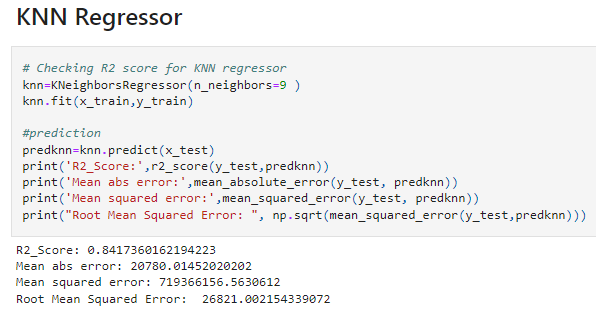 KNN Regressor
# Checking R2 score for KNN regressor
knn=KNeighborsRegressor(n_neighbors=9 )
knn.fit(x_train,y_train)
#prediction
predknn=knn.predict(x_test)
print('R2_Score:',r2_score(y_test,predknn))
print('Mean abs error:',mean_absolute_error(y_test, predknn))
print('Mean squared error:',mean_squared_error(y_test, predknn))
print("Root Mean Squared Error: ", np.sqrt(mean_squared_error(y_test,predknn)))
R2_Score: 0.8417360162194223
Mean abs error: 20780.01452020202
Mean squared error: 719366156.5630612
Root Mean Squared Error:  26821.002154339072